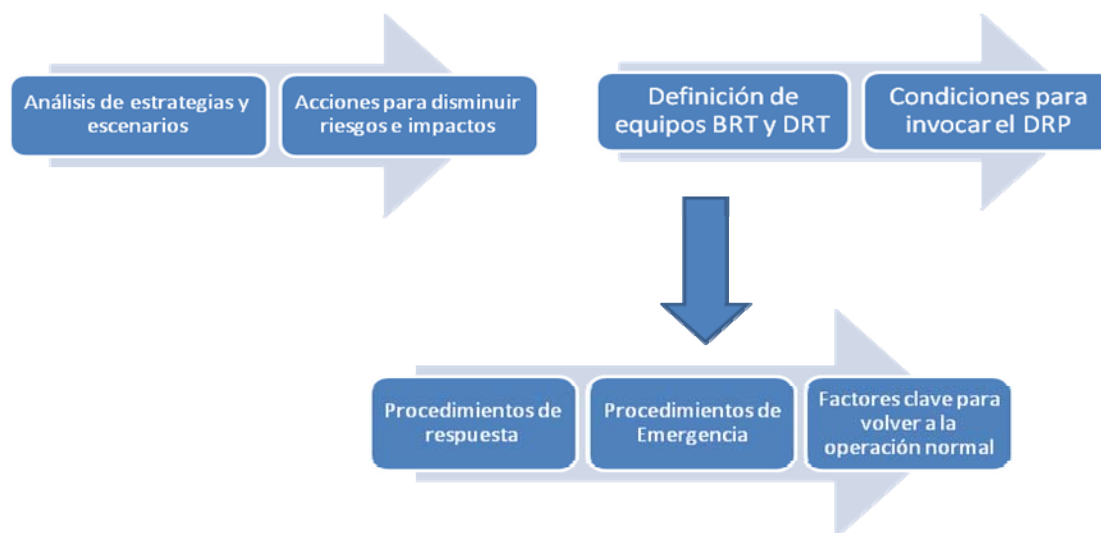 Análisis de estrategias y
escenarios
Acciones para disminuir
riesgos e impactos
Definición de
equipos BRT y DRT
Condiciones para
invocar el DRP
Procedimientos de
respuesta
Procedimientos de
Emergencia
Factores clave para
volver a la
operación normal